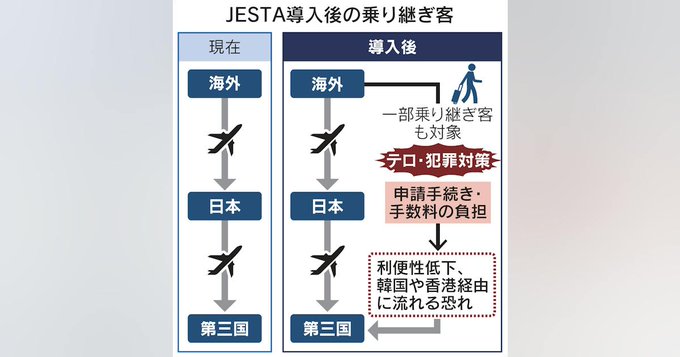 JESTA導入後の乗り継ぎ客
現在
海外
日本
第三国
導入後
海外
日本
第三国
一部乗り継ぎ客
も対象
テロ・犯罪対策
申請手続き・
手数料の負担
利便性低下、
韓国や香港経由
に流れる恐れ